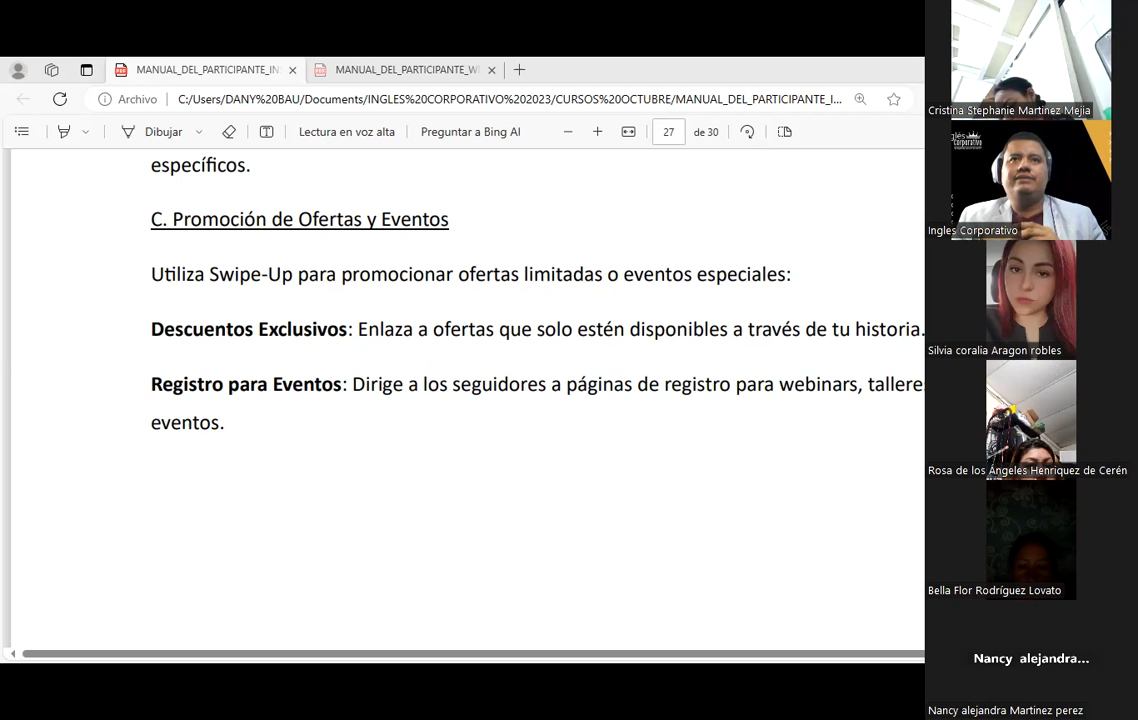 MANUAL_DEL_PARTICIPANTE_IN
MANUAL_DEL_PARTICIPANTE_W
Archivo
C:/Users/DANY%20BAU/Documents/INGLES%20CORPORATIVO%202023/CURSOS%20OCTUBRE/MANUAL_DEL_PARTICIPANTE_I...
Dibujar
Lectura en voz alta
Preguntar a Bing AI
27
de 30
específicos.
C. Promoción de Ofertas y Eventos
Utiliza Swipe-Up para promocionar ofertas limitadas o eventos especiales:
Descuentos Exclusivos: Enlaza a ofertas que solo estén disponibles a través de tu historia.
Registro para Eventos: Dirige a los seguidores a páginas de registro para webinars, tallere
eventos.
Cristina Stephanie Martinez Mejia
Ingles Corporativo
Silvia coralia Aragon robles
Rosa de los Ángeles Henriquez de Cerén
Bella Flor Rodríguez Lovato
Nancy alejandra...
Nancy alejandra Martinez perez